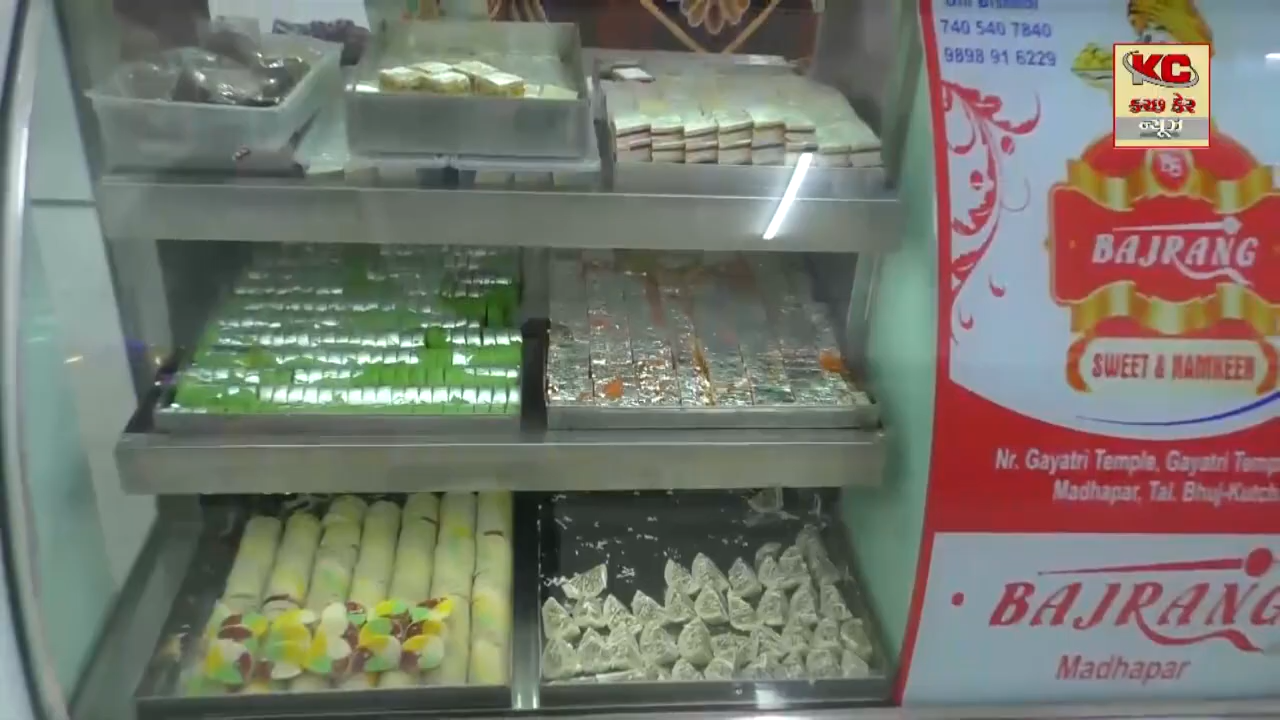 740 540 7840
9898 91 6229
KC
કચ્છ કેર
ન્યૂઝ
BAJRANG
SWEET & NAMKEEN
Nr. Gayatri Temple, Gayatri
Madhapar, Tal. Bhuj-Kutch
BAJRANG
Madhapar